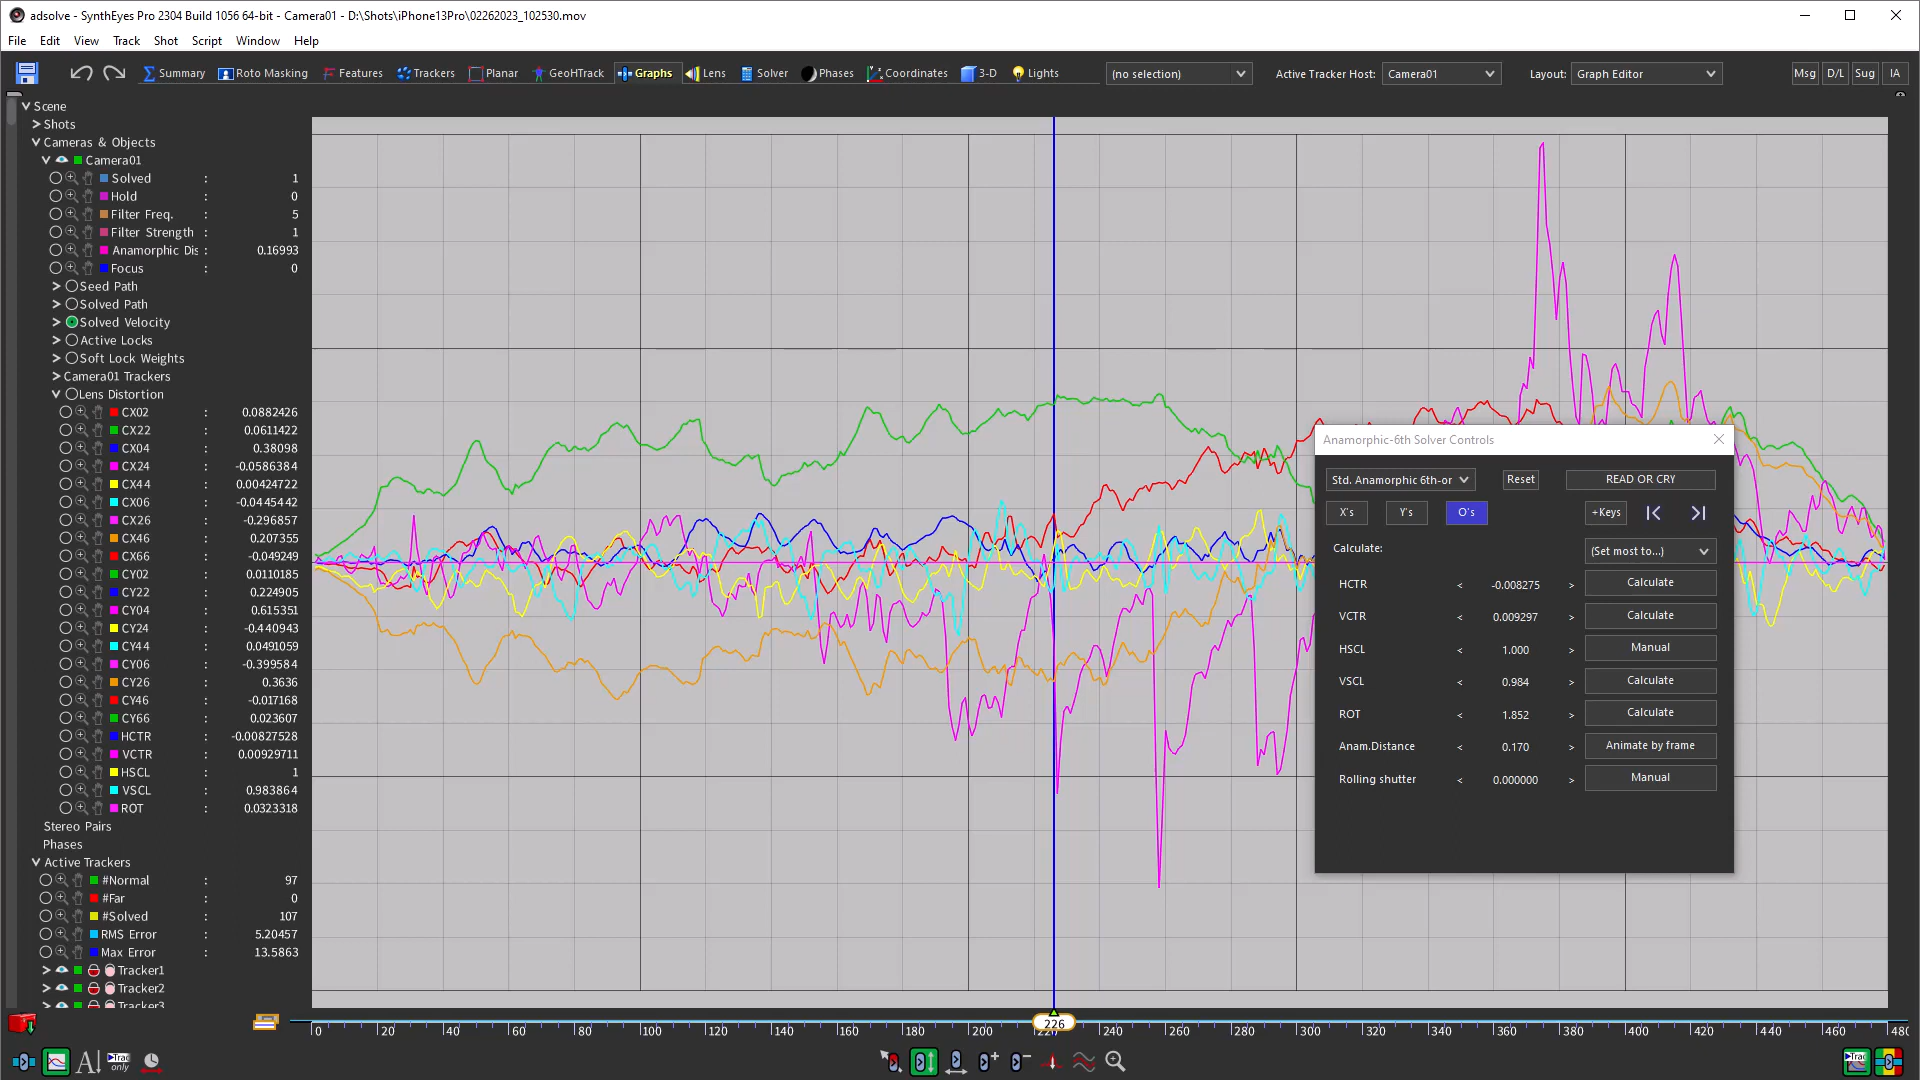 adsolve - SynthEyes Pro 2304 Build 1056 64-bit - Camera01 - D:\Shots\iPhone13Pro\02262023_102530.mov
File Edit View Track Shot Script Window Help
Summary Roto Masking Features Trackers Planar GeoHTrack Graphs Lens Solver Phases Coordinates 3-D Lights (no selection) Active Tracker Host: Camera01 Layout: Graph Editor Msg D/L Sug IA
Scene
Shots
Cameras & Objects
Camera01
Solved : 1
Hold : 0
Filter Freq. : 5
Filter Strength : 1
Anamorphic Dis : 0.16993
Focus : 0
Seed Path
Solved Path
Solved Velocity
Active Locks
Soft Lock Weights
Camera01 Trackers
Lens Distortion
CX02 : 0.0882426
CX22 : 0.0611422
CX04 : 0.38098
CX24 : -0.0586384
CX44 : 0.00424722
CX06 : -0.0445442
CX26 : -0.296857
CX46 : 0.207355
CX66 : -0.049249
CY02 : 0.0110185
CY22 : 0.224905
CY04 : 0.615351
CY24 : -0.440943
CY44 : 0.0491059
CY06 : -0.399584
CY26 : 0.3636
CY46 : -0.017168
CY66 : 0.023607
HCTR : -0.00827528
VCTR : 0.00929711
HSCL : 1
VSCL : 0.983864
ROT : 0.0323318
Stereo Pairs
Phases
Active Trackers
#Normal : 97
#Far : 0
#Solved : 107
RMS Error : 5.20457
Max Error : 13.5863
Tracker1
Tracker2
Tracker3
Anamorphic-6th Solver Controls
Std. Anamorphic 6th-or Reset READ OR CRY
X's Y's O's +Keys
Calculate: (Set most to...)
HCTR < -0.008275 > Calculate
VCTR < 0.009297 > Calculate
HSCL < 1.000 > Manual
VSCL < 0.984 > Calculate
ROT < 1.852 > Calculate
Anam.Distance < 0.170 > Animate by frame
Rolling shutter < 0.000000 > Manual
0 20 40 60 80 100 120 140 160 180 200 226 240 260 280 300 320 340 360 380 400 420 440 460 480
A Trac only